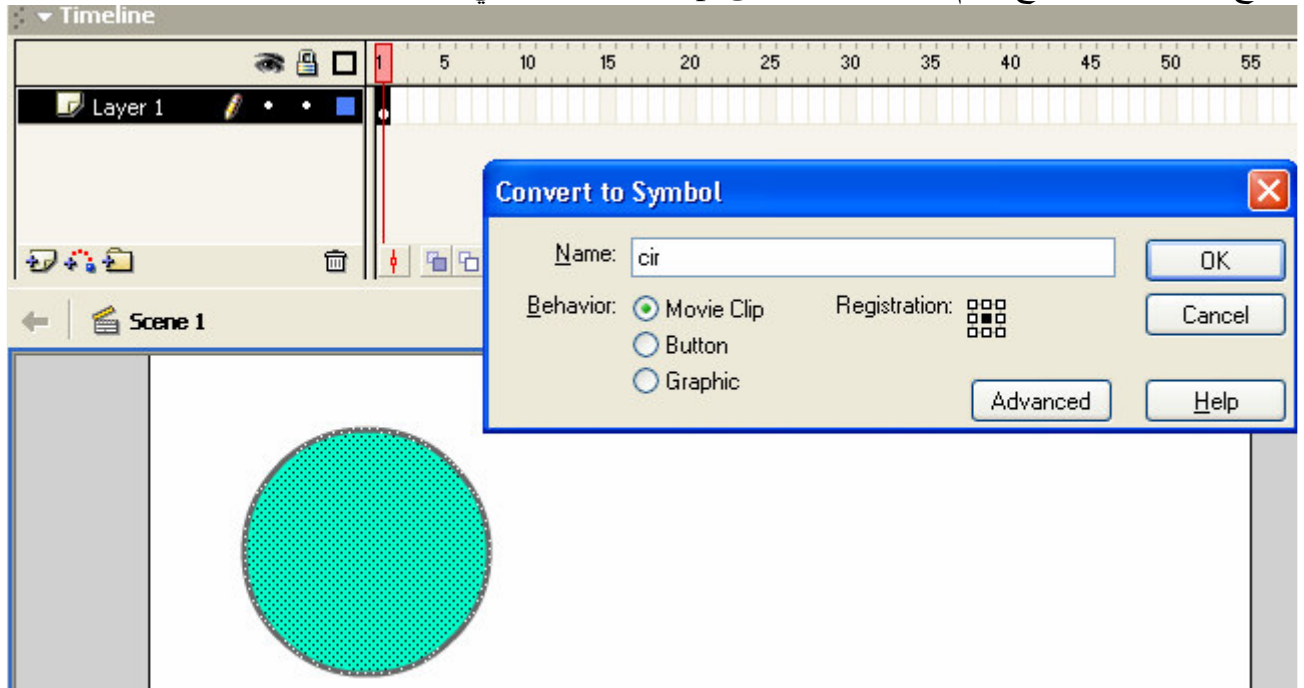 Timeline
1 5 10 15 20 25 30 35 40 45 50 55
Layer 1
Convert to Symbol
Name: cir
OK
Behavior: Movie Clip Registration:
Cancel
Button
Graphic
Advanced
Help
Scene 1